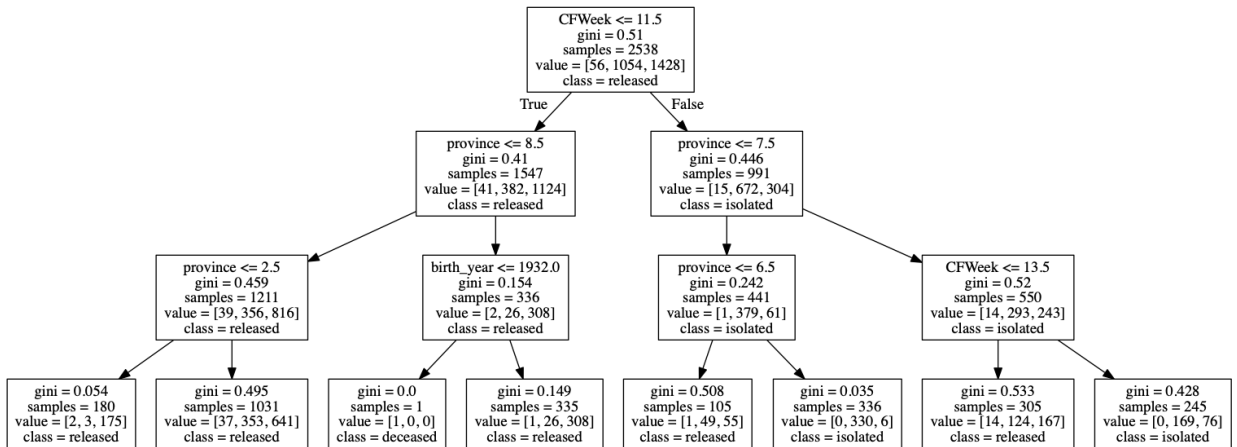 CFWeek <= 11.5
gini = 0.51
samples = 2538
value = [56, 1054, 1428]
class = released
True
False
province <= 8.5
gini = 0.41
samples = 1547
value = [41, 382, 1124]
class = released
province <= 7.5
gini = 0.446
samples = 991
value = [15, 672, 304]
class = isolated
province <= 2.5
gini = 0.459
samples = 1211
value = [39, 356, 816]
class = released
birth_year <= 1932.0
gini = 0.154
samples = 336
value = [2, 26, 308]
class = released
province <= 6.5
gini = 0.242
samples = 441
value = [1, 379, 61]
class = isolated
CFWeek <= 13.5
gini = 0.52
samples = 550
value = [14, 293, 243]
class = isolated
gini = 0.054
samples = 180
value = [2, 3, 175]
class = released
gini = 0.495
samples = 1031
value = [37, 353, 641]
class = released
gini = 0.0
samples = 1
value = [1, 0, 0]
class = deceased
gini = 0.149
samples = 335
value = [1, 26, 308]
class = released
gini = 0.508
samples = 105
value = [1, 49, 55]
class = released
gini = 0.035
samples = 336
value = [0, 330, 6]
class = isolated
gini = 0.533
samples = 305
value = [14, 124, 167]
class = released
gini = 0.428
samples = 245
value = [0, 169, 76]
class = isolated